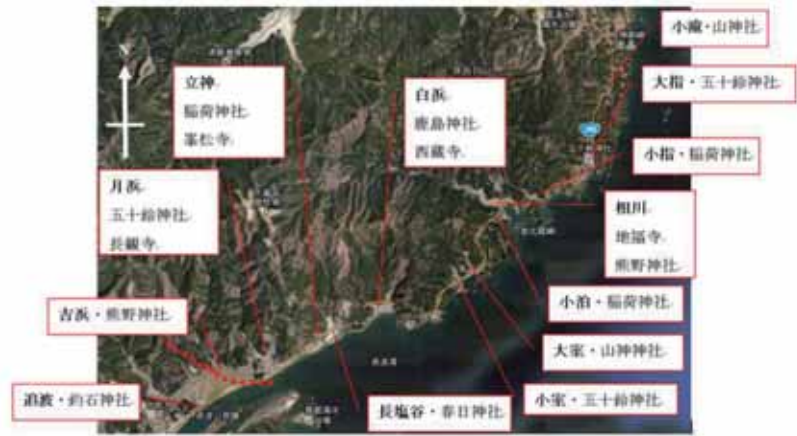 小滝・山神社.
大指・五十鈴神社.
小指・稲荷神社.
立神.
稲荷神社.
峯松寺.
白浜.
鹿島神社.
西蔵寺.
月浜.
五十鈴神社.
長観寺.
相川.
地福寺.
熊野神社.
吉浜・熊野神社.
小泊・稲荷神社.
大室・山神神社.
追波・釣石神社.
長塩谷・春日神社.
小室・五十鈴神社.